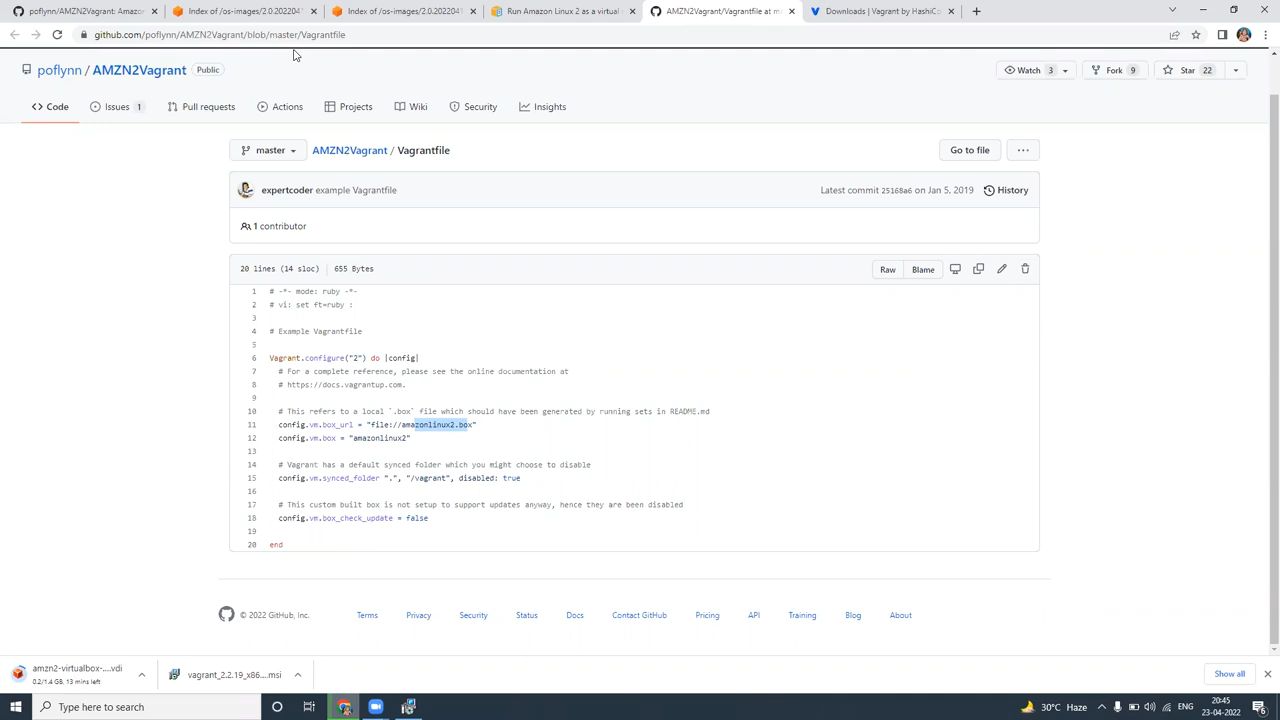 poflynn/AMZN2Vagrant: Amazon
Index of /os-images/2.0.202204
Index of /os-images/2.0.202204
Run Amazon Linux 2 as a virtual
AMZN2Vagrant/Vagrantfile at m
Downloads | Vagrant by HashiC
github.com/poflynn/AMZN2Vagrant/blob/master/Vagrantfile
poflynn / AMZN2Vagrant Public
Watch 3
Fork 9
Star 22
Code
Issues 1
Pull requests
Actions
Projects
Wiki
Security
Insights
master
AMZN2Vagrant / Vagrantfile
Go to file
expertcoder example Vagrantfile
Latest commit 25168a6 on Jan 5, 2019
History
1 contributor
20 lines (14 sloc) 655 Bytes
Raw
Blame
1 # -*- mode: ruby -*-
2 # vi: set ft=ruby :
3
4 # Example Vagrantfile
5
6 Vagrant.configure("2") do |config|
7 # For a complete reference, please see the online documentation at
8 # https://docs.vagrantup.com.
9
10 # This refers to a local `.box` file which should have been generated by running sets in README.md
11 config.vm.box_url = "file://amazonlinux2.box"
12 config.vm.box = "amazonlinux2"
13
14 # Vagrant has a default synced folder which you might choose to disable
15 config.vm.synced_folder ".", "/vagrant", disabled: true
16
17 # This custom built box is not setup to support updates anyway, hence they are been disabled
18 config.vm.box_check_update = false
19
20 end
© 2022 GitHub, Inc.
Terms
Privacy
Security
Status
Docs
Contact GitHub
Pricing
API
Training
Blog
About
amzn2-virtualbox-....vdi
0.2/1.4 GB, 13 mins left
vagrant_2.2.19_x86....msi
Show all
Type here to search
30°C Haze
ENG
20:45
23-04-2022
6